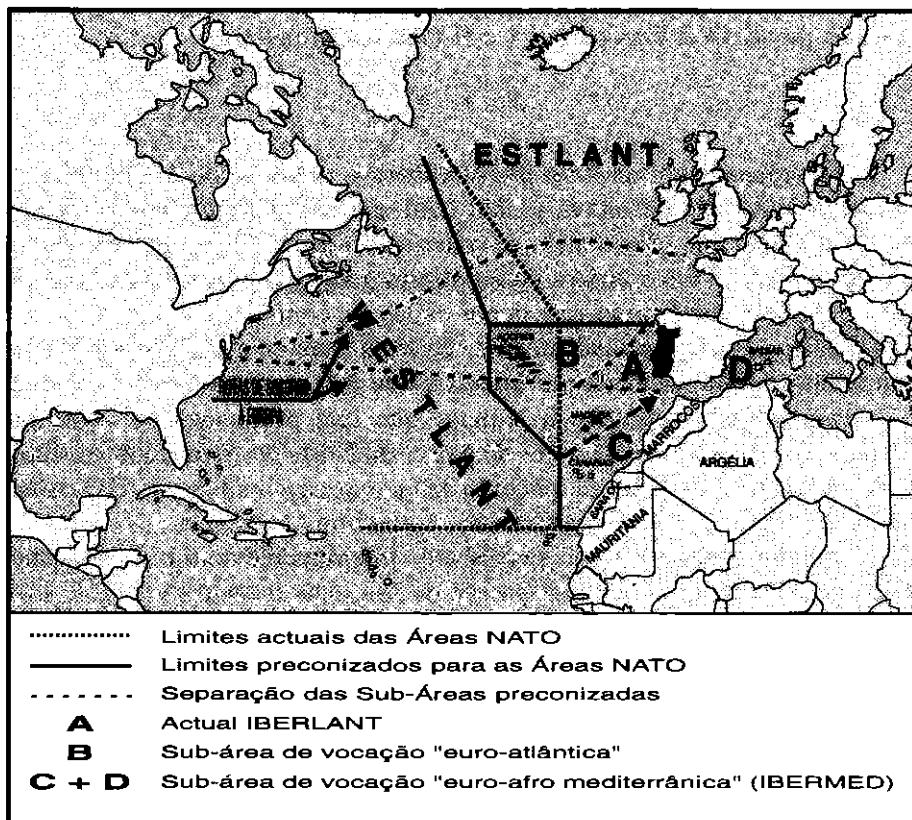 ESTLANT
WESTLANT
B
A
D
C
MARROCOS
ARGÉLIA
MAURITÂNIA
Limites actuais das Áreas NATO
Limites preconizados para as Áreas NATO
Separação das Sub-Áreas preconizadas
A Actual IBERLANT
B Sub-área de vocação "euro-atlântica"
C + D Sub-área de vocação "euro-afro mediterrânica" (IBERMED)